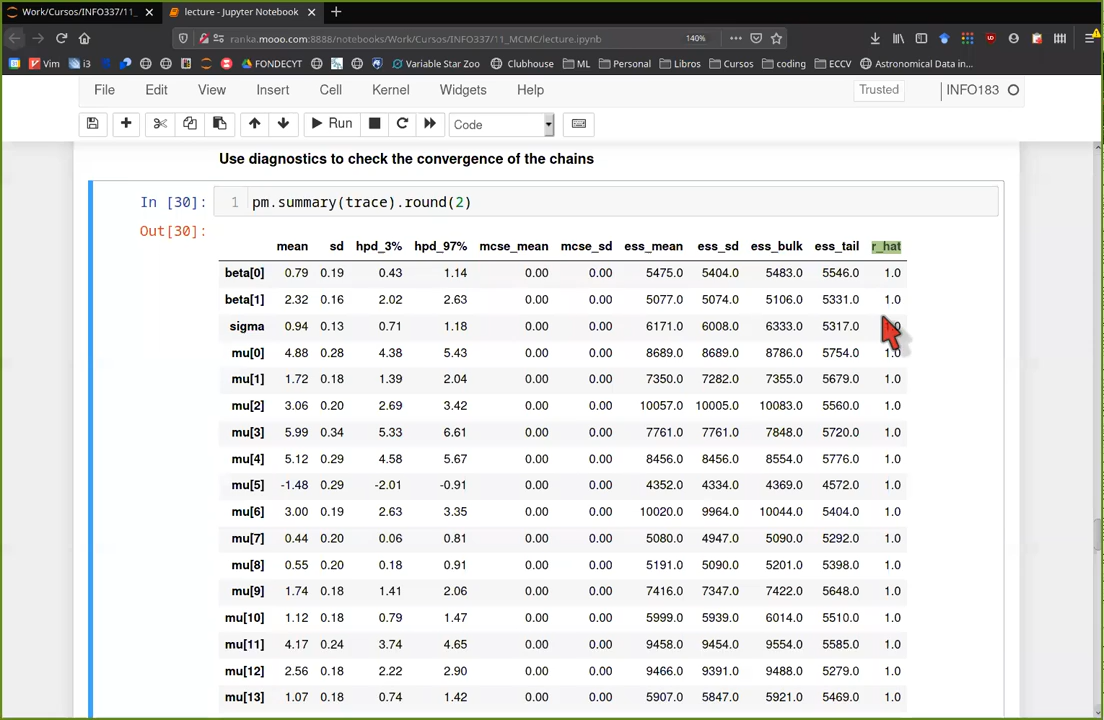 Work/Cursos/INFO337/11_ lecture - Jupyter Notebook
ranka.mooo.com:8888/notebooks/Work/Cursos/INFO337/11_MCMC/lecture.ipynb 140%
Vim i3 FONDECYT Variable Star Zoo Clubhouse ML Personal Libros Cursos coding ECCV Astronomical Data in...
File Edit View Insert Cell Kernel Widgets Help Trusted INFO183
Run Code
Use diagnostics to check the convergence of the chains
In [30]: 1 pm.summary(trace).round(2)
Out[30]:
mean sd hpd_3% hpd_97% mcse_mean mcse_sd ess_mean ess_sd ess_bulk ess_tail r_hat
beta[0] 0.79 0.19 0.43 1.14 0.00 0.00 5475.0 5404.0 5483.0 5546.0 1.0
beta[1] 2.32 0.16 2.02 2.63 0.00 0.00 5077.0 5074.0 5106.0 5331.0 1.0
sigma 0.94 0.13 0.71 1.18 0.00 0.00 6171.0 6008.0 6333.0 5317.0
mu[0] 4.88 0.28 4.38 5.43 0.00 0.00 8689.0 8689.0 8786.0 5754.0 1.0
mu[1] 1.72 0.18 1.39 2.04 0.00 0.00 7350.0 7282.0 7355.0 5679.0 1.0
mu[2] 3.06 0.20 2.69 3.42 0.00 0.00 10057.0 10005.0 10083.0 5560.0 1.0
mu[3] 5.99 0.34 5.33 6.61 0.00 0.00 7761.0 7761.0 7848.0 5720.0 1.0
mu[4] 5.12 0.29 4.58 5.67 0.00 0.00 8456.0 8456.0 8554.0 5776.0 1.0
mu[5] -1.48 0.29 -2.01 -0.91 0.00 0.00 4352.0 4334.0 4369.0 4572.0 1.0
mu[6] 3.00 0.19 2.63 3.35 0.00 0.00 10020.0 9964.0 10044.0 5404.0 1.0
mu[7] 0.44 0.20 0.06 0.81 0.00 0.00 5080.0 4947.0 5090.0 5292.0 1.0
mu[8] 0.55 0.20 0.18 0.91 0.00 0.00 5191.0 5090.0 5201.0 5398.0 1.0
mu[9] 1.74 0.18 1.41 2.06 0.00 0.00 7416.0 7347.0 7422.0 5648.0 1.0
mu[10] 1.12 0.18 0.79 1.47 0.00 0.00 5999.0 5939.0 6014.0 5510.0 1.0
mu[11] 4.17 0.24 3.74 4.65 0.00 0.00 9458.0 9454.0 9554.0 5585.0 1.0
mu[12] 2.56 0.18 2.22 2.90 0.00 0.00 9466.0 9391.0 9488.0 5279.0 1.0
mu[13] 1.07 0.18 0.74 1.42 0.00 0.00 5907.0 5847.0 5921.0 5469.0 1.0